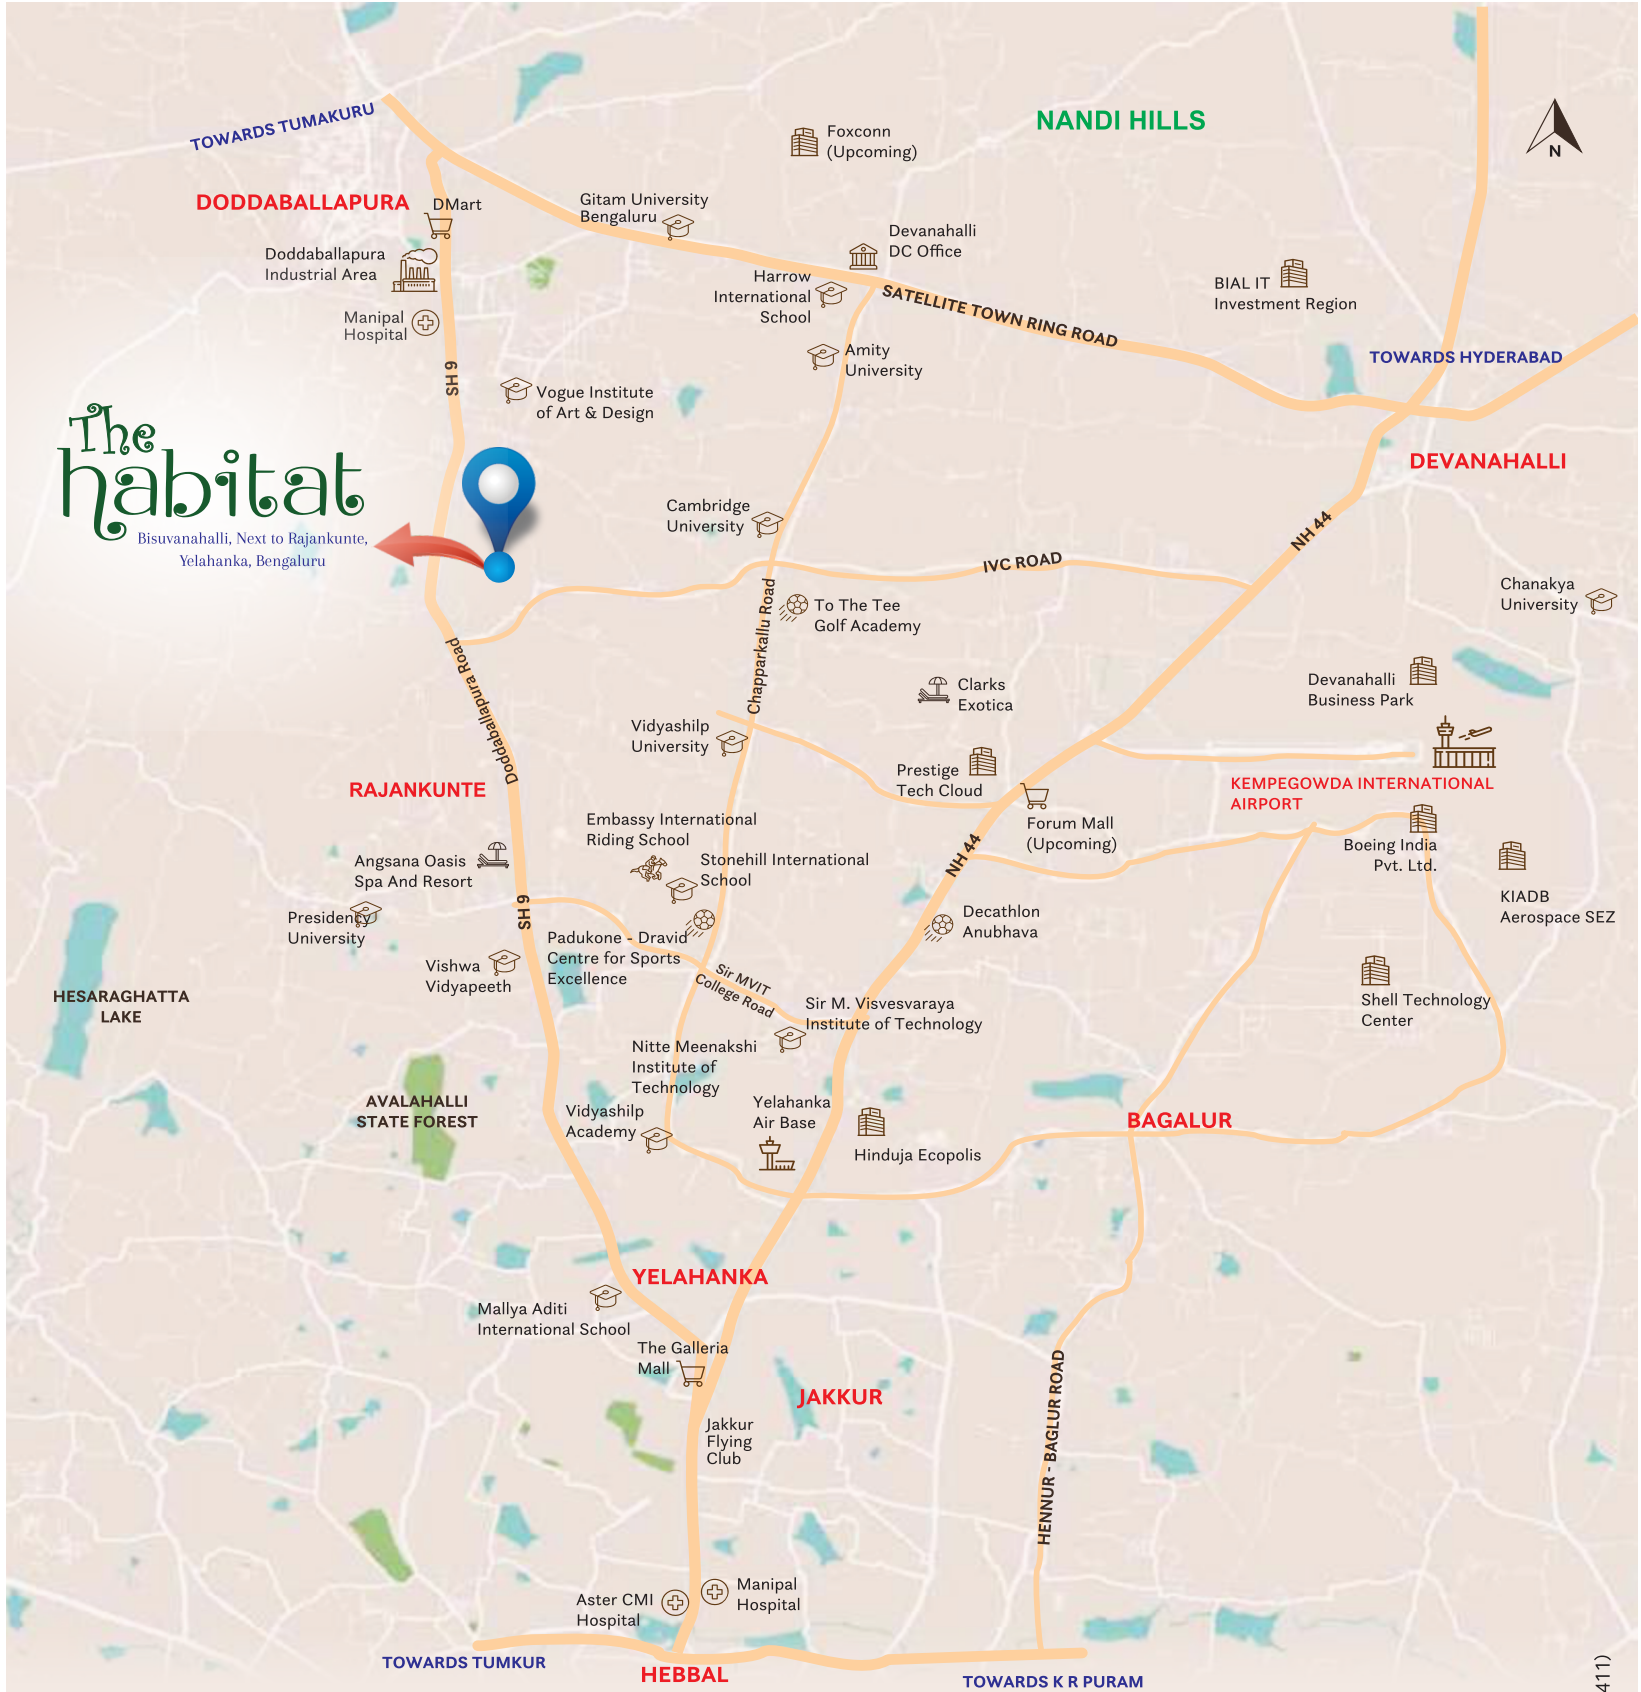 TOWARDS TUMAKURU
NANDI HILLS
N
Foxconn
(Upcoming)
DODDABALLAPURA
DMart
Gitam University
Bengaluru
Doddaballapura
Industrial Area
Devanahalli
DC Office
Harrow
International
School
SATELLITE TOWN RING ROAD
BIAL IT
Investment Region
Manipal
Hospital
SH 9
Amity
University
TOWARDS HYDERABAD
Vogue Institute
of Art & Design
The
habitat
Bisuvanahalli, Next to Rajankunte,
Yelahanka, Bengaluru
DEVANAHALLI
Cambridge
University
NH 44
IVC ROAD
Chanakya
University
To The Tee
Golf Academy
Chapparkallu Road
Doddaballapura Road
Clarks
Exotica
Devanahalli
Business Park
Vidyashilp
University
Prestige
Tech Cloud
KEMPEGOWDA INTERNATIONAL
AIRPORT
RAJANKUNTE
Forum Mall
(Upcoming)
Embassy International
Riding School
NH 44
Boeing India
Pvt. Ltd.
Angsana Oasis
Spa And Resort
Stonehill International
School
KIADB
Aerospace SEZ
SH 9
Presidency
University
Decathlon
Anubhava
Padukone - Dravid
Centre for Sports
Excellence
Vishwa
Vidyapeeth
Sir MVIT
College Road
HESARAGHATTA
LAKE
Sir M. Visvesvaraya
Institute of Technology
Shell Technology
Center
Nitte Meenakshi
Institute of
Technology
AVALAHALLI
STATE FOREST
Vidyashilp
Academy
Yelahanka
Air Base
Hinduja Ecopolis
BAGALUR
YELAHANKA
Mallya Aditi
International School
The Galleria
Mall
JAKKUR
Jakkur
Flying
Club
HENNUR - BAGLUR ROAD
Aster CMI
Hospital
Manipal
Hospital
TOWARDS TUMKUR
HEBBAL
TOWARDS K R PURAM
411)